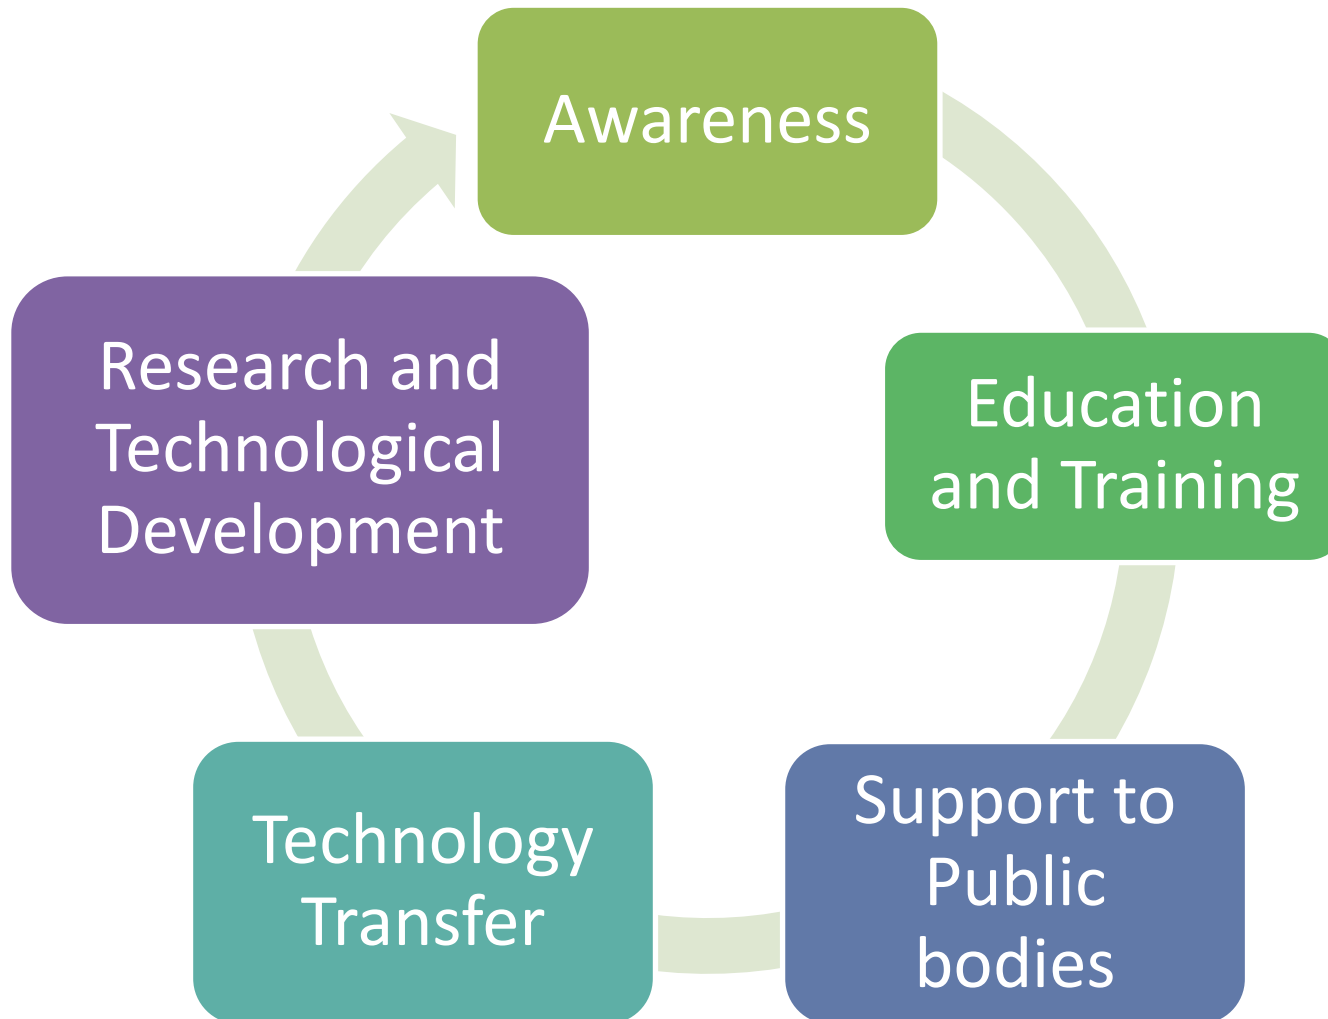 Awareness
Education
and Training
Support to
Public
bodies
Technology
Transfer
Research and
Technological
Development